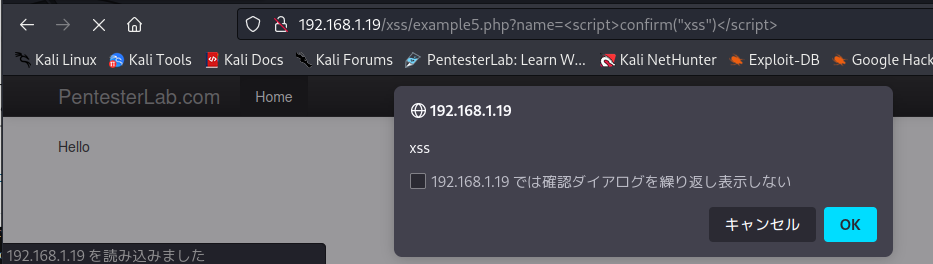 192.168.1.19/xss/example5.php?name=<script>confirm("xss")</script>
Kali Linux Kali Tools Kali Docs Kali Forums PentesterLab: Learn W... Kali NetHunter Exploit-DB Google Hack
PentesterLab.com Home
192.168.1.19
Hello
xss
192.168.1.19 では確認ダイアログを繰り返し表示しない
キャンセル OK
192.168.1.19 を読み込みました